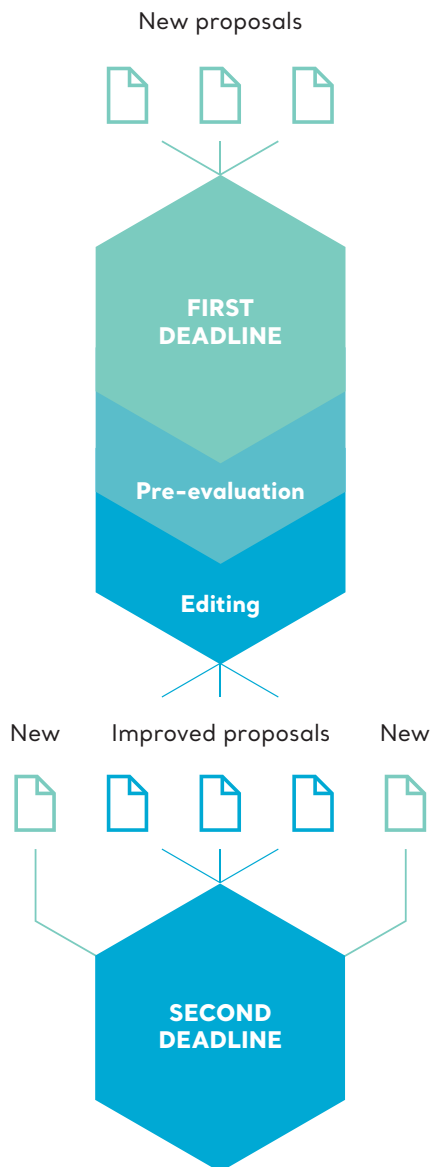 New proposals
FIRST
DEADLINE
Pre-evaluation
Editing
New Improved proposals New
SECOND
DEADLINE